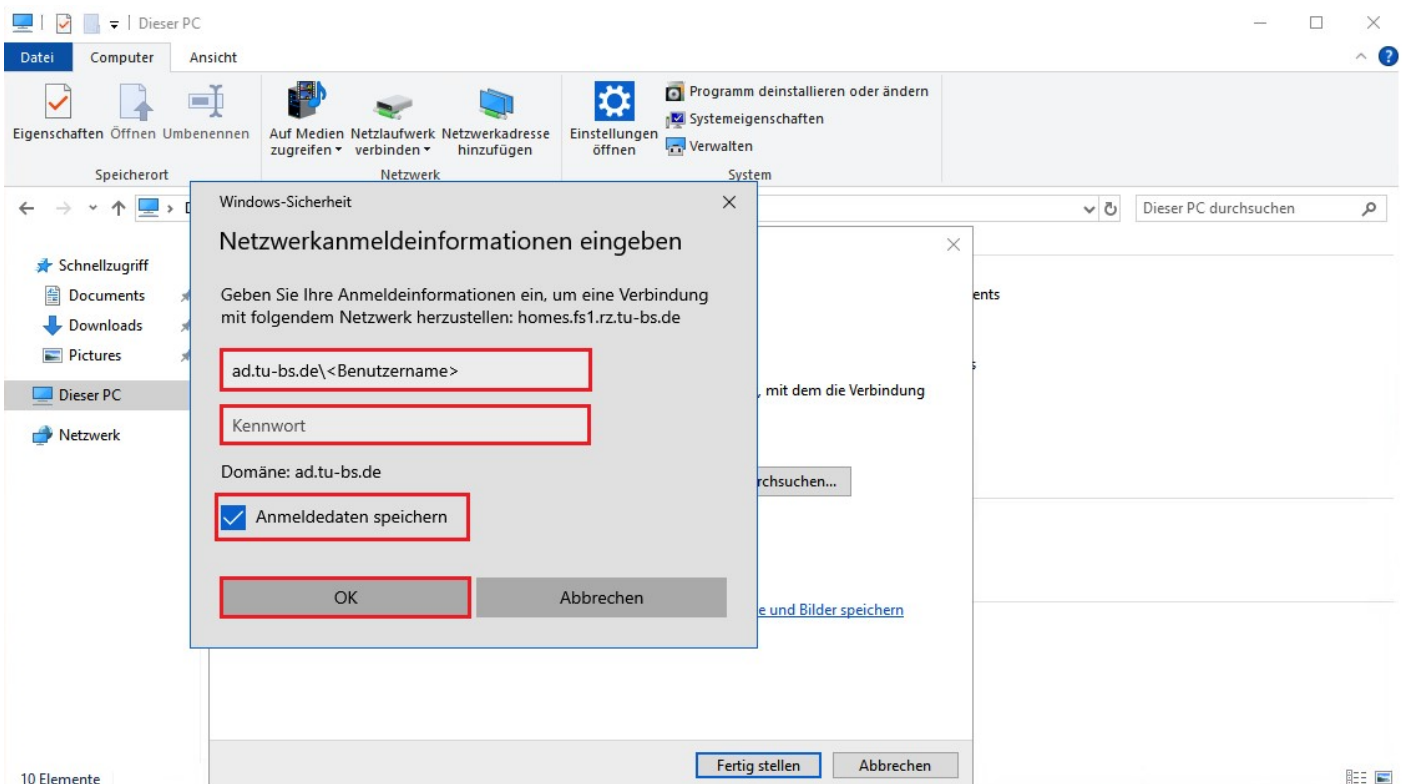 Dieser PC
Datei Computer Ansicht
Eigenschaften Öffnen Umbenennen
Speicherort
Auf Medien zugreifen
Netzlaufwerk verbinden
Netzwerkadresse hinzufügen
Netzwerk
Einstellungen öffnen
Programm deinstallieren oder ändern
Systemeigenschaften
Verwalten
System
Dieser PC durchsuchen
Schnellzugriff
Documents
Downloads
Pictures
Dieser PC
Netzwerk
Windows-Sicherheit
Netzwerkanmeldeinformationen eingeben
Geben Sie Ihre Anmeldeinformationen ein, um eine Verbindung
mit folgendem Netzwerk herzustellen: homes.fs1.rz.tu-bs.de
ad.tu-bs.de\<Benutzername>
Kennwort
Domäne: ad.tu-bs.de
Anmeldedaten speichern
OK Abbrechen
ents
, mit dem die Verbindung
rchsuchen...
e und Bilder speichern
Fertig stellen Abbrechen
10 Elemente